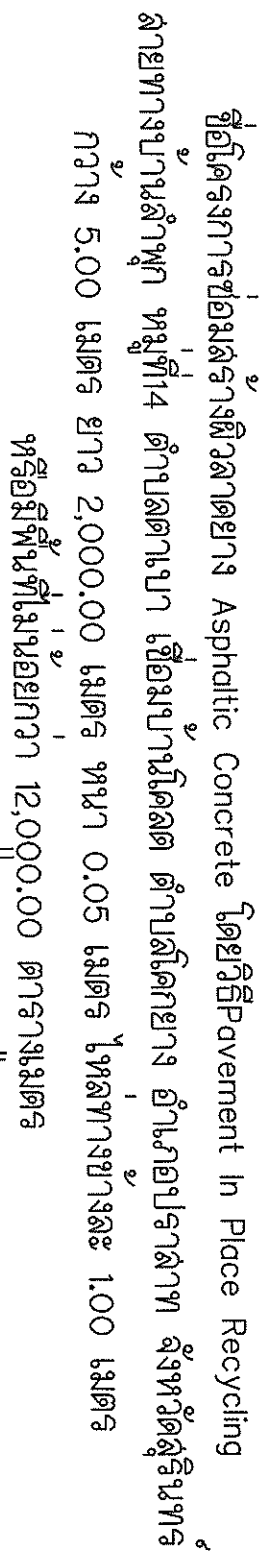 ชื่อโครงการซ่อมสร้างผิวลาดยาง Asphaltic Concrete โดยวิธีPavement In Place Recycling
สายทางบ้านลำพุก หมู่ที่14 ตำบลตาเบา เชื่อมบ้านโคลด ตำบลโคกยาง อำเภอปราสาท จังหวัดสุรินทร์
กว้าง 5.00 เมตร ยาว 2,000.00 เมตร หนา 0.05 เมตร ไหล่ทางข้างละ 1.00 เมตร
หรือมีพื้นที่ไม่น้อยกว่า 12,000.00 ตารางเมตร